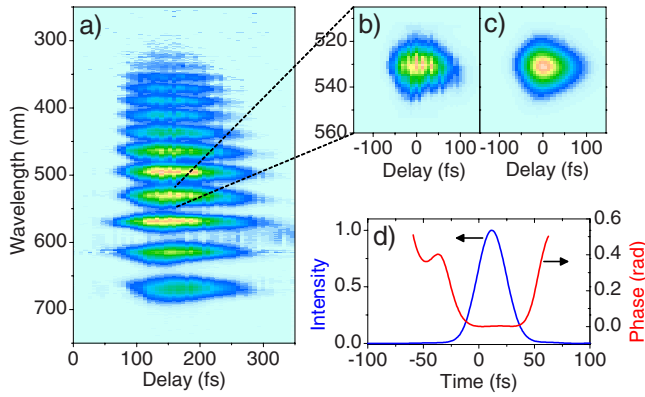 a)
300
400
500
600
700
Wavelength (nm)
0
100
200
300
Delay (fs)
b)
c)
520
540
560
-100
0
100
-100
0
100
Delay (fs)
Delay (fs)
d)
1.0
0.5
0.0
Intensity
0.6
0.4
0.2
0.0
Phase (rad)
-100
-50
0
50
100
Time (fs)